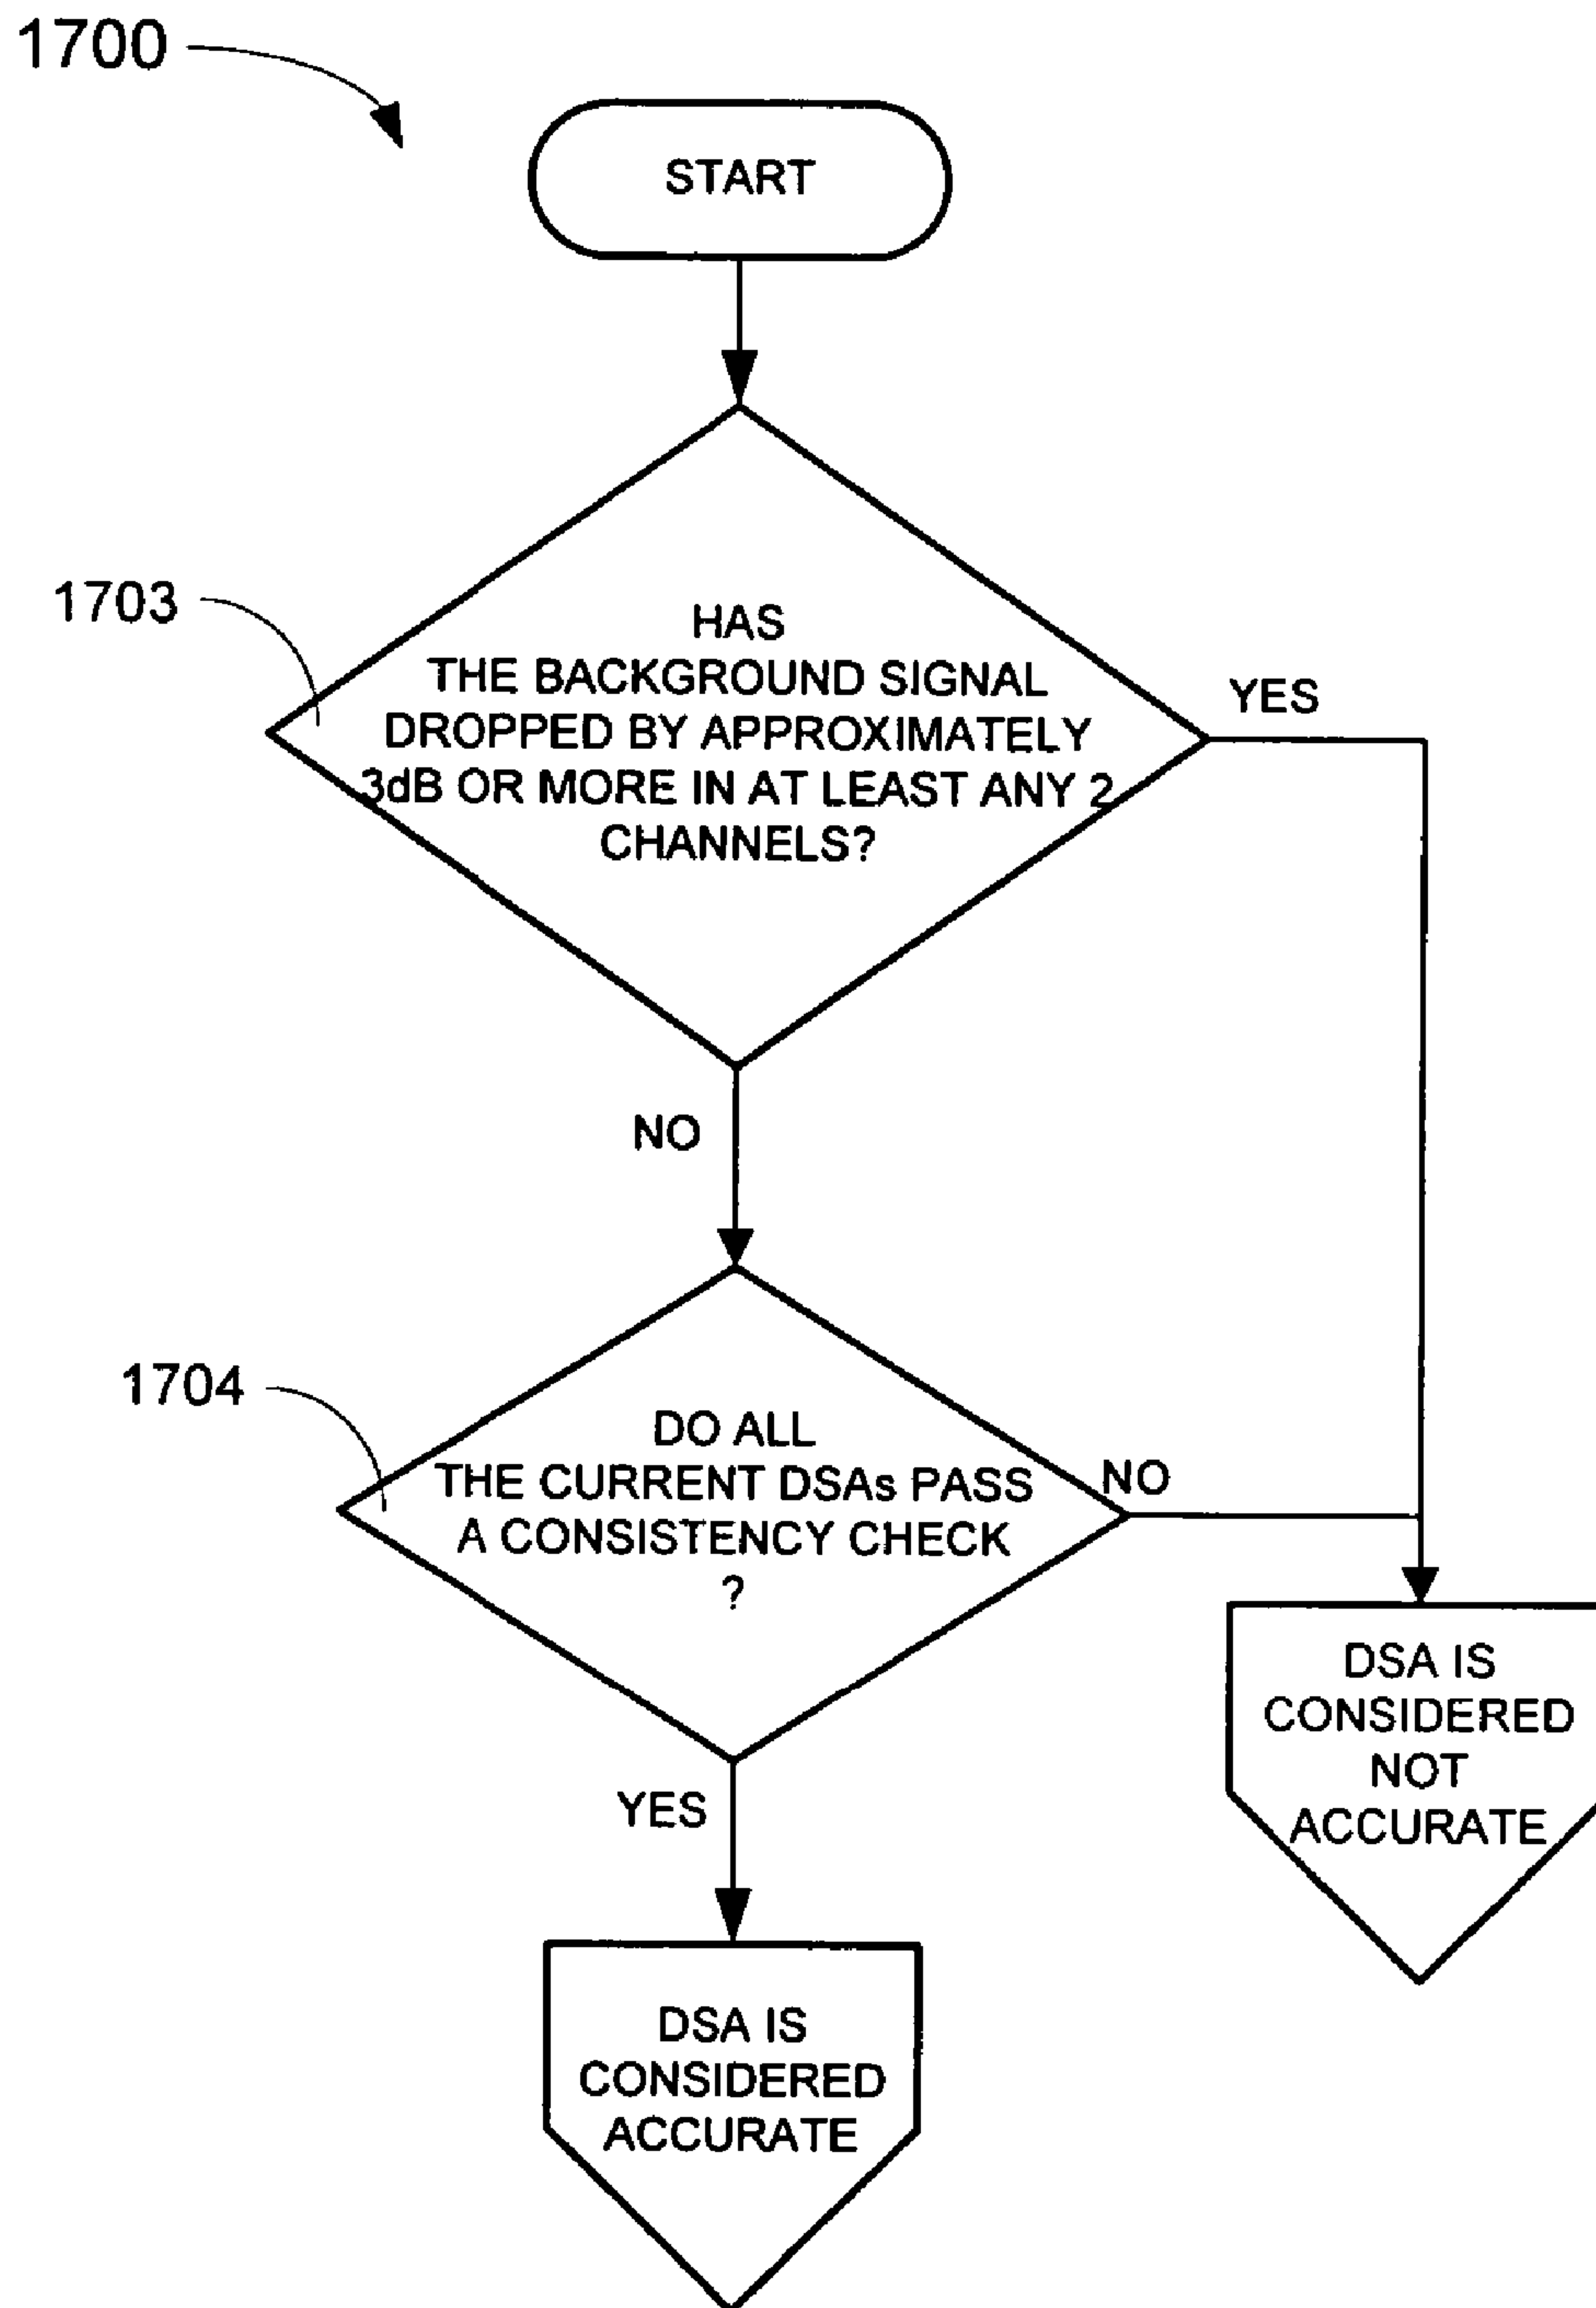 1700
START
1703
HAS
THE BACKGROUND SIGNAL
DROPPED BY APPROXIMATELY
3dB OR MORE IN AT LEAST ANY 2
CHANNELS?
YES
NO
1704
DO ALL
THE CURRENT DSAs PASS
A CONSISTENCY CHECK
?
NO
YES
DSA IS
CONSIDERED
NOT
ACCURATE
DSA IS
CONSIDERED
ACCURATE